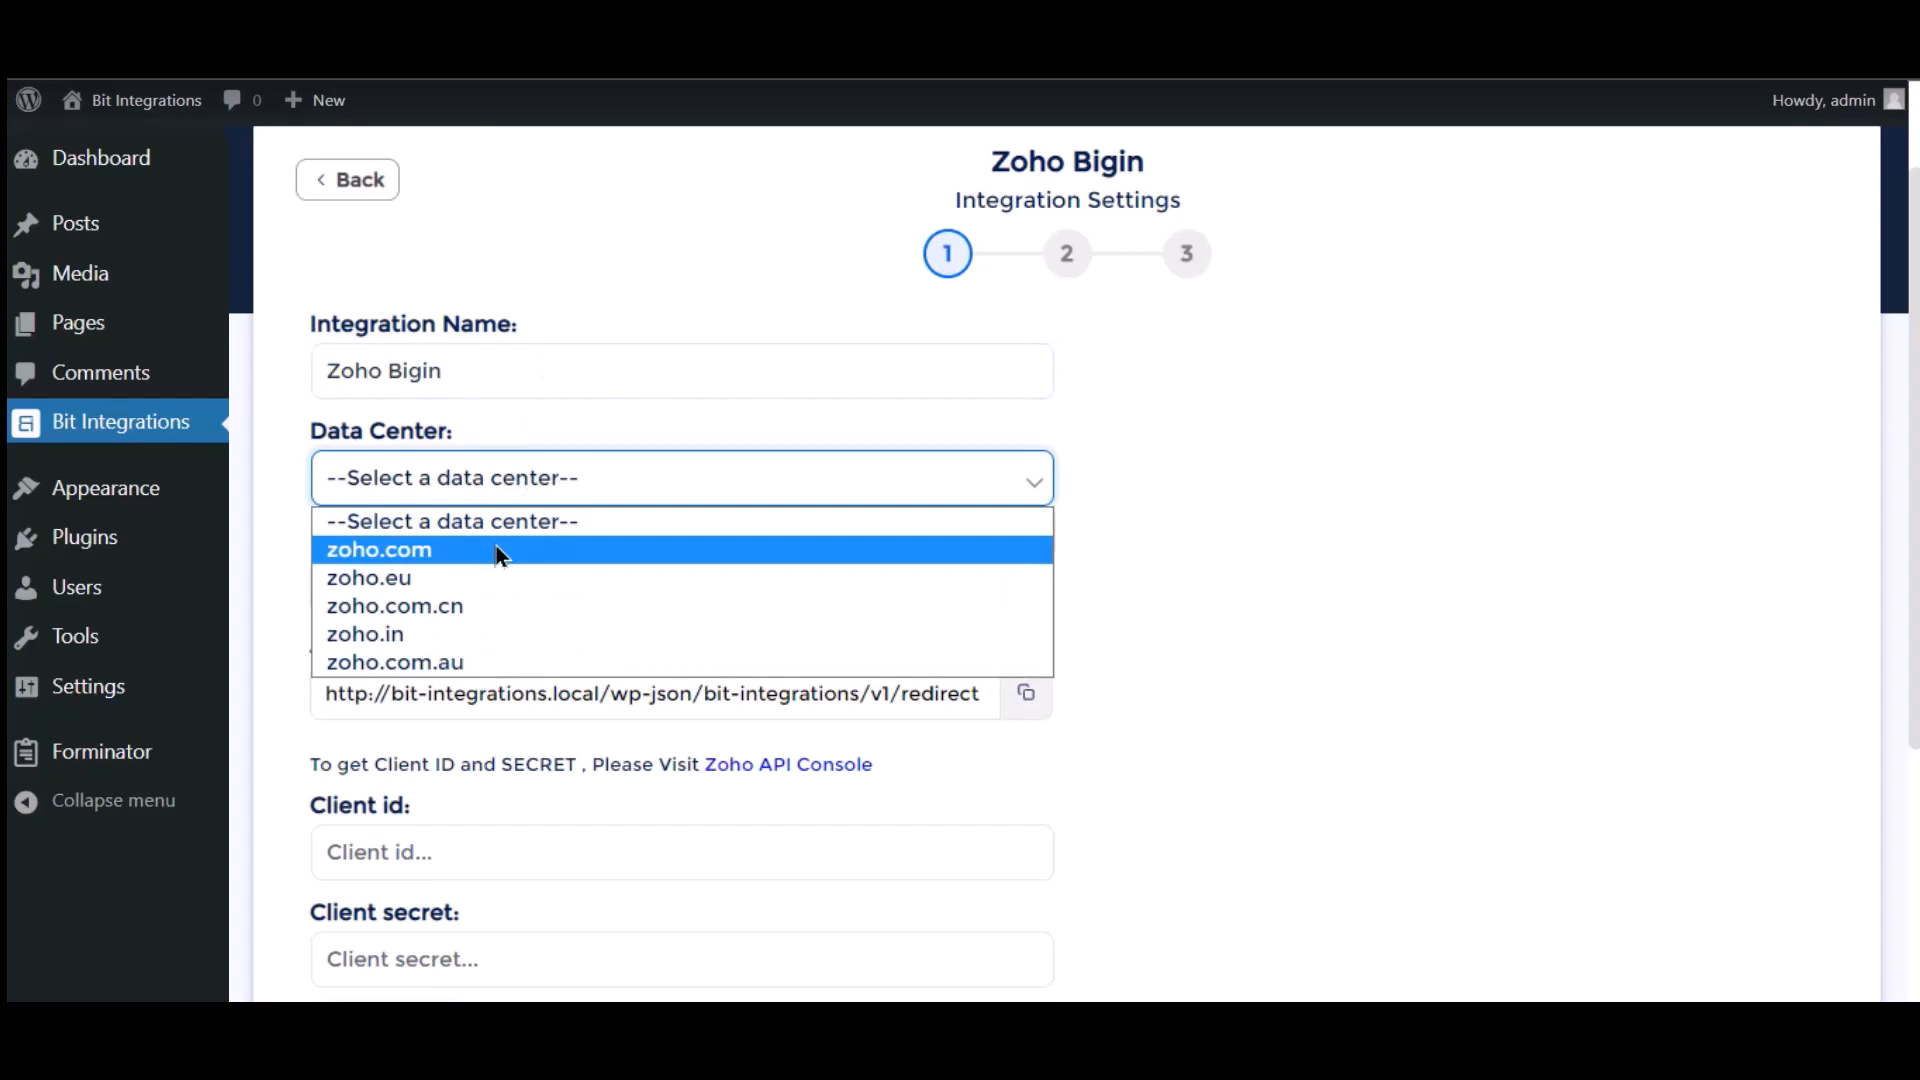 Bit Integrations 0 New Howdy, admin
Dashboard
Posts
Media
Pages
Comments
Bit Integrations
Appearance
Plugins
Users
Tools
Settings
Forminator
Collapse menu
Back
Zoho Bigin
Integration Settings
1 2 3
Integration Name:
Zoho Bigin
Data Center:
--Select a data center--
--Select a data center--
zoho.com
zoho.eu
zoho.com.cn
zoho.in
zoho.com.au
http://bit-integrations.local/wp-json/bit-integrations/v1/redirect
To get Client ID and SECRET , Please Visit Zoho API Console
Client id:
Client id...
Client secret:
Client secret...